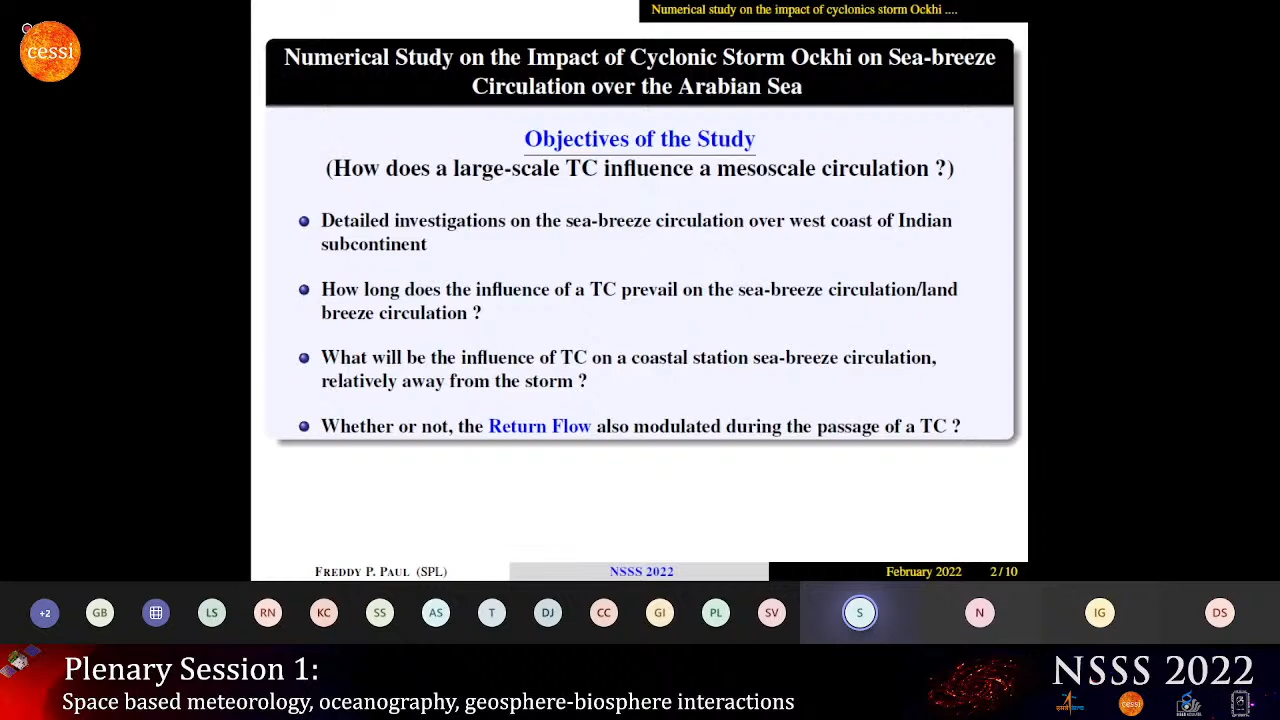 Numerical study on the impact of cyclonics storm Ockhi ....
cessi
Numerical Study on the Impact of Cyclonic Storm Ockhi on Sea-breeze
Circulation over the Arabian Sea
Objectives of the Study
(How does a large-scale TC influence a mesoscale circulation ?)
Detailed investigations on the sea-breeze circulation over west coast of Indian
subcontinent
How long does the influence of a TC prevail on the sea-breeze circulation/land
breeze circulation ?
What will be the influence of TC on a coastal station sea-breeze circulation,
relatively away from the storm ?
Whether or not, the Return Flow also modulated during the passage of a TC ?
FREDDY P. PAUL (SPL) NSSS 2022 February 2022 2/10
+2 GB LS RN KC SS AS T DJ CC GI PL SV S N IG DS
Plenary Session 1:
Space based meteorology, oceanography, geosphere-biosphere interactions
NSSS 2022
cessi